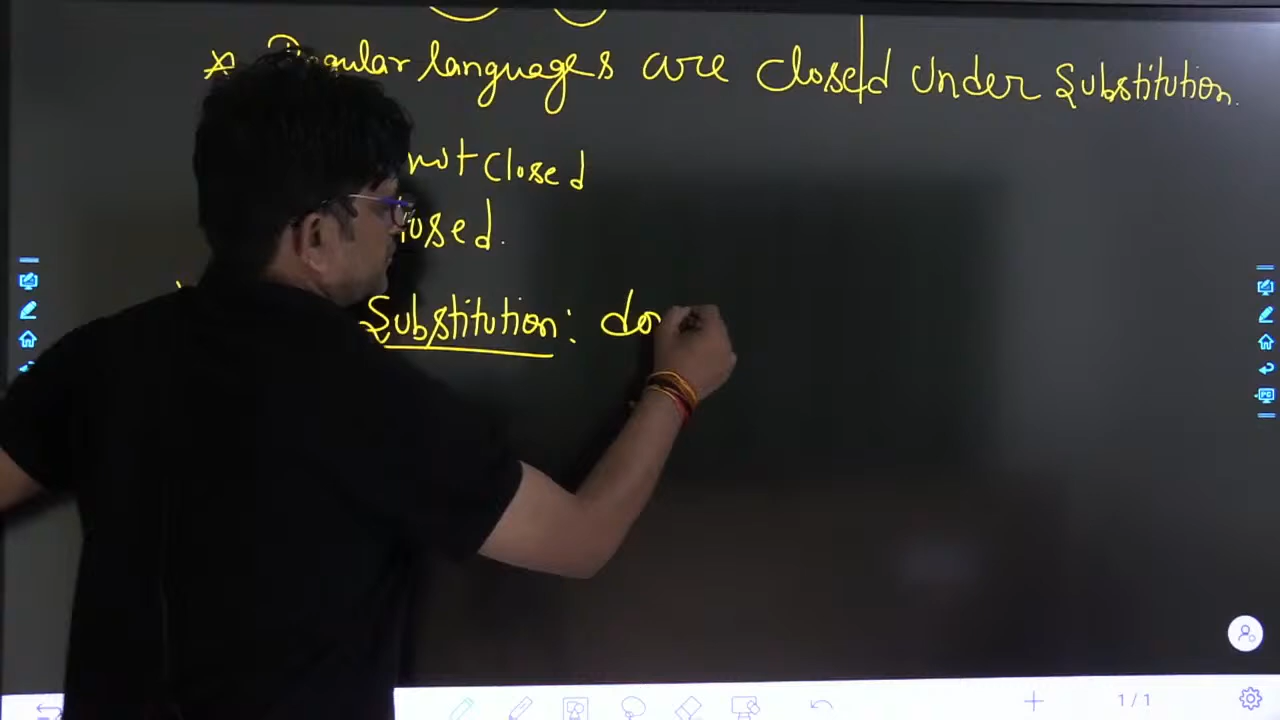 * Regular languages are closed under Substitution.
not closed
losed.
Substitution: do
1/1